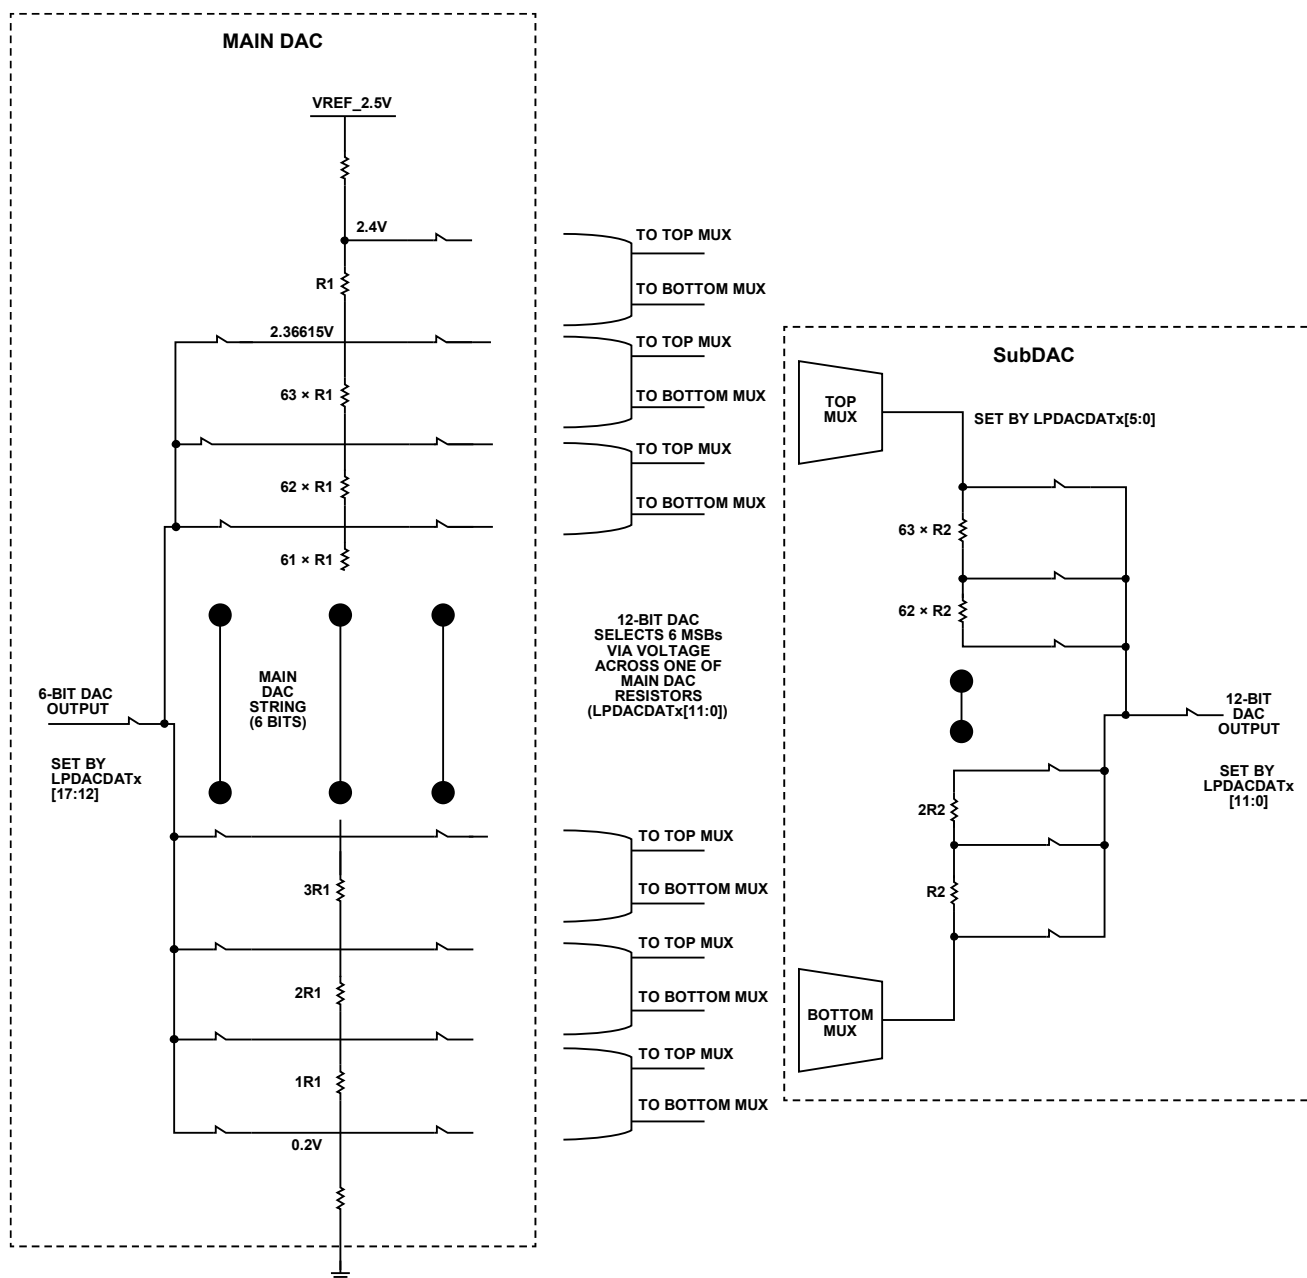 MAIN DAC
VREF_2.5V
2.4V
R1
2.36615V
63 × R1
62 × R1
61 × R1
MAIN
DAC
STRING
(6 BITS)
6-BIT DAC
OUTPUT
SET BY
LPDACDATx
[17:12]
3R1
2R1
1R1
0.2V
TO TOP MUX
TO BOTTOM MUX
TO TOP MUX
TO BOTTOM MUX
TO TOP MUX
TO BOTTOM MUX
12-BIT DAC
SELECTS 6 MSBs
VIA VOLTAGE
ACROSS ONE OF
MAIN DAC
RESISTORS
(LPDACDATx[11:0])
TO TOP MUX
TO BOTTOM MUX
TO TOP MUX
TO BOTTOM MUX
TO TOP MUX
TO BOTTOM MUX
SubDAC
TOP
MUX
SET BY LPDACDATx[5:0]
63 × R2
62 × R2
12-BIT
DAC
OUTPUT
SET BY
LPDACDATx
[11:0]
2R2
R2
BOTTOM
MUX